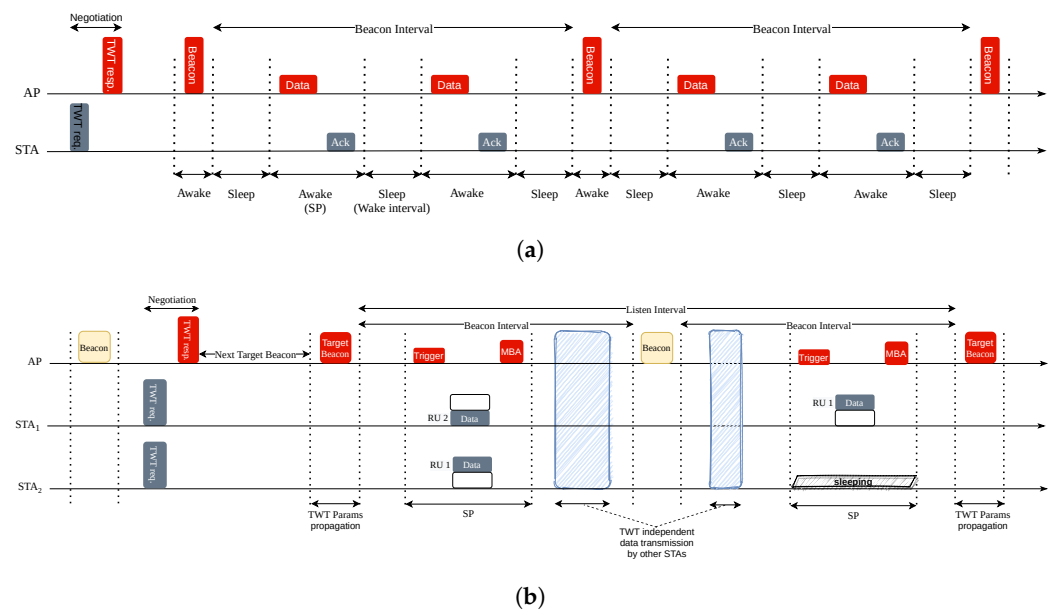 Negotiation
TWT resp.
Beacon
Beacon Interval
Beacon
Beacon Interval
Beacon
Data
Data
Data
Data
AP
TWT req.
STA
Ack
Ack
Ack
Ack
Awake
Sleep
Awake
(SP)
Sleep
(Wake interval)
Awake
Sleep
Awake
Sleep
Awake
Sleep
Awake
Sleep
(a)
Negotiation
Listen Interval
Beacon Interval
Beacon Interval
Beacon
TWT resp.
Next Target Beacon
Target
Beacon
Trigger
MBA
Beacon
Trigger
MBA
Target
Beacon
AP
TWT req.
RU 2
Data
RU 1
Data
STA1
TWT req.
RU 1
Data
sleeping
STA2
TWT Params
propagation
SP
TWT independent
data transmission
by other STAs
SP
TWT Params
propagation
(b)